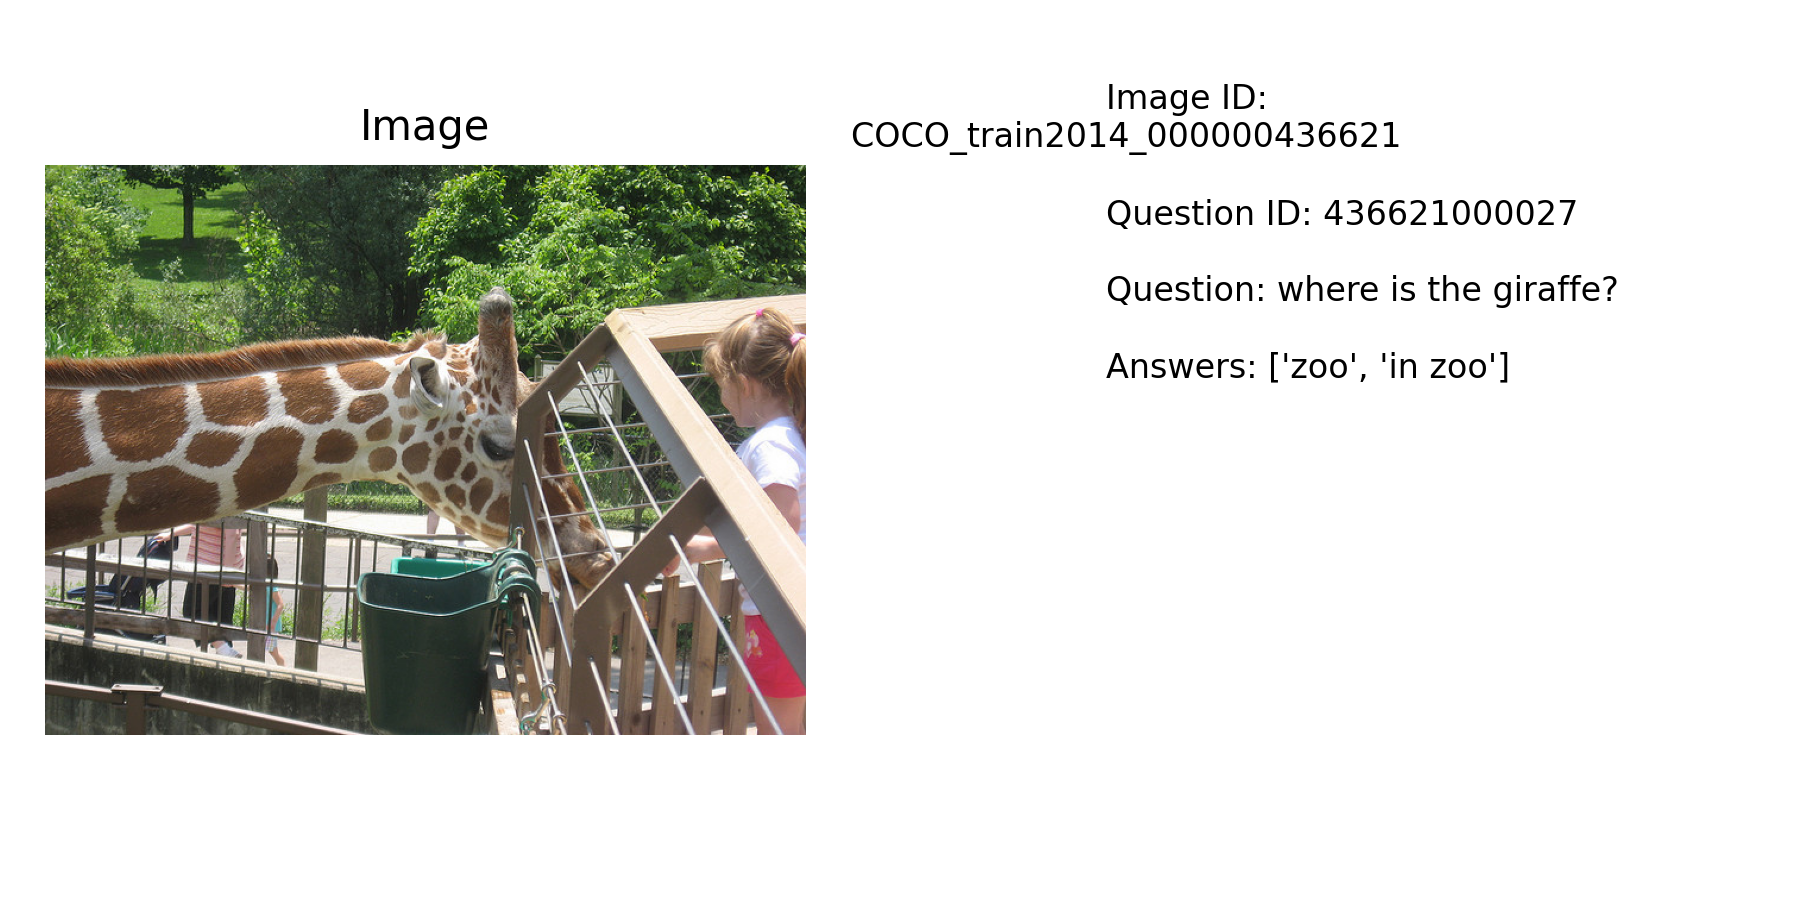 Image
Image ID:
COCO_train2014_000000436621
Question ID: 436621000027
Question: where is the giraffe?
Answers: ['zoo', 'in zoo']